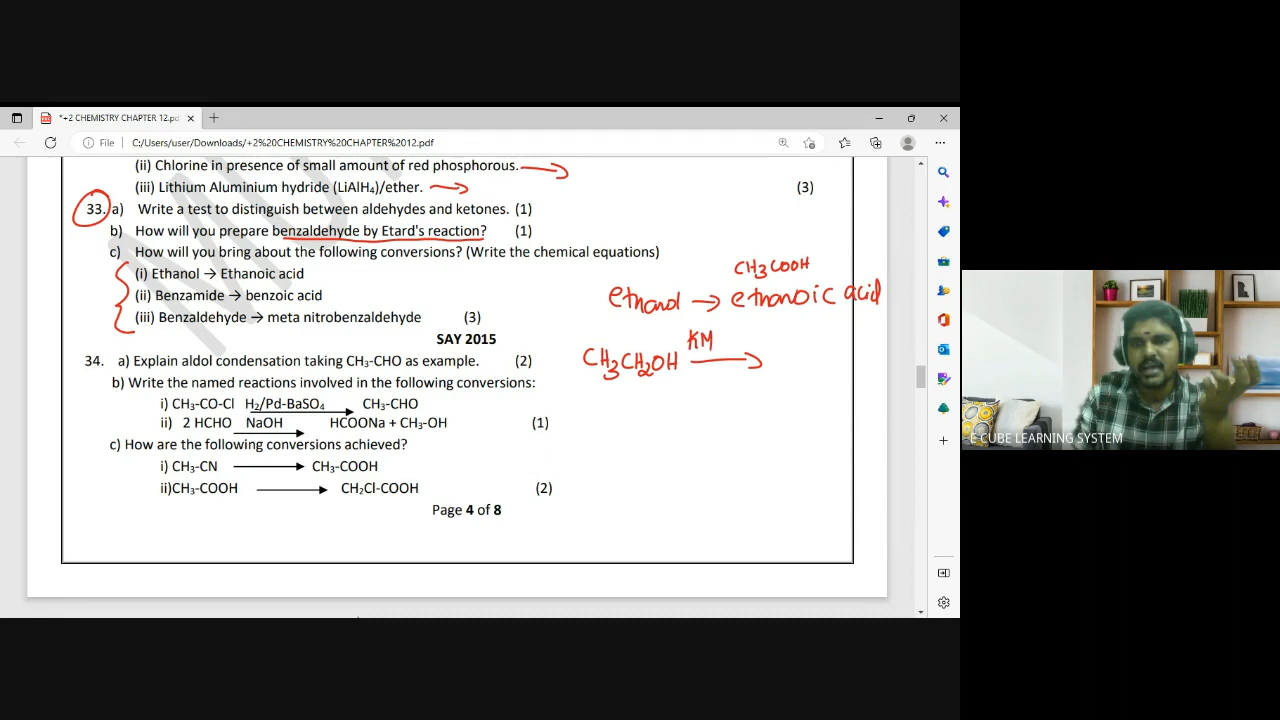 *+2 CHEMISTRY CHAPTER 12.pd
File
C:/Users/user/Downloads/+2%20CHEMISTRY%20CHAPTER%2012.pdf
(ii) Chlorine in presence of small amount of red phosphorous.
(iii) Lithium Aluminium hydride (LiAlH₄)/ether. (3)
33. a) Write a test to distinguish between aldehydes and ketones. (1)
b) How will you prepare benzaldehyde by Etard's reaction? (1)
c) How will you bring about the following conversions? (Write the chemical equations)
CH3COOH
(i) Ethanol → Ethanoic acid
(ii) Benzamide → benzoic acid
ethanol → ethanoic acid
(iii) Benzaldehyde → meta nitrobenzaldehyde (3)
SAY 2015
KM
CH3CH2OH →
34. a) Explain aldol condensation taking CH₃-CHO as example. (2)
b) Write the named reactions involved in the following conversions:
i) CH₃-CO-Cl H₂/Pd-BaSO₄ → CH₃-CHO
ii) 2 HCHO NaOH → HCOONa + CH₃-OH (1)
c) How are the following conversions achieved?
E CUBE LEARNING SYSTEM
i) CH₃-CN → CH₃-COOH
ii)CH₃-COOH → CH₂Cl-COOH (2)
Page 4 of 8